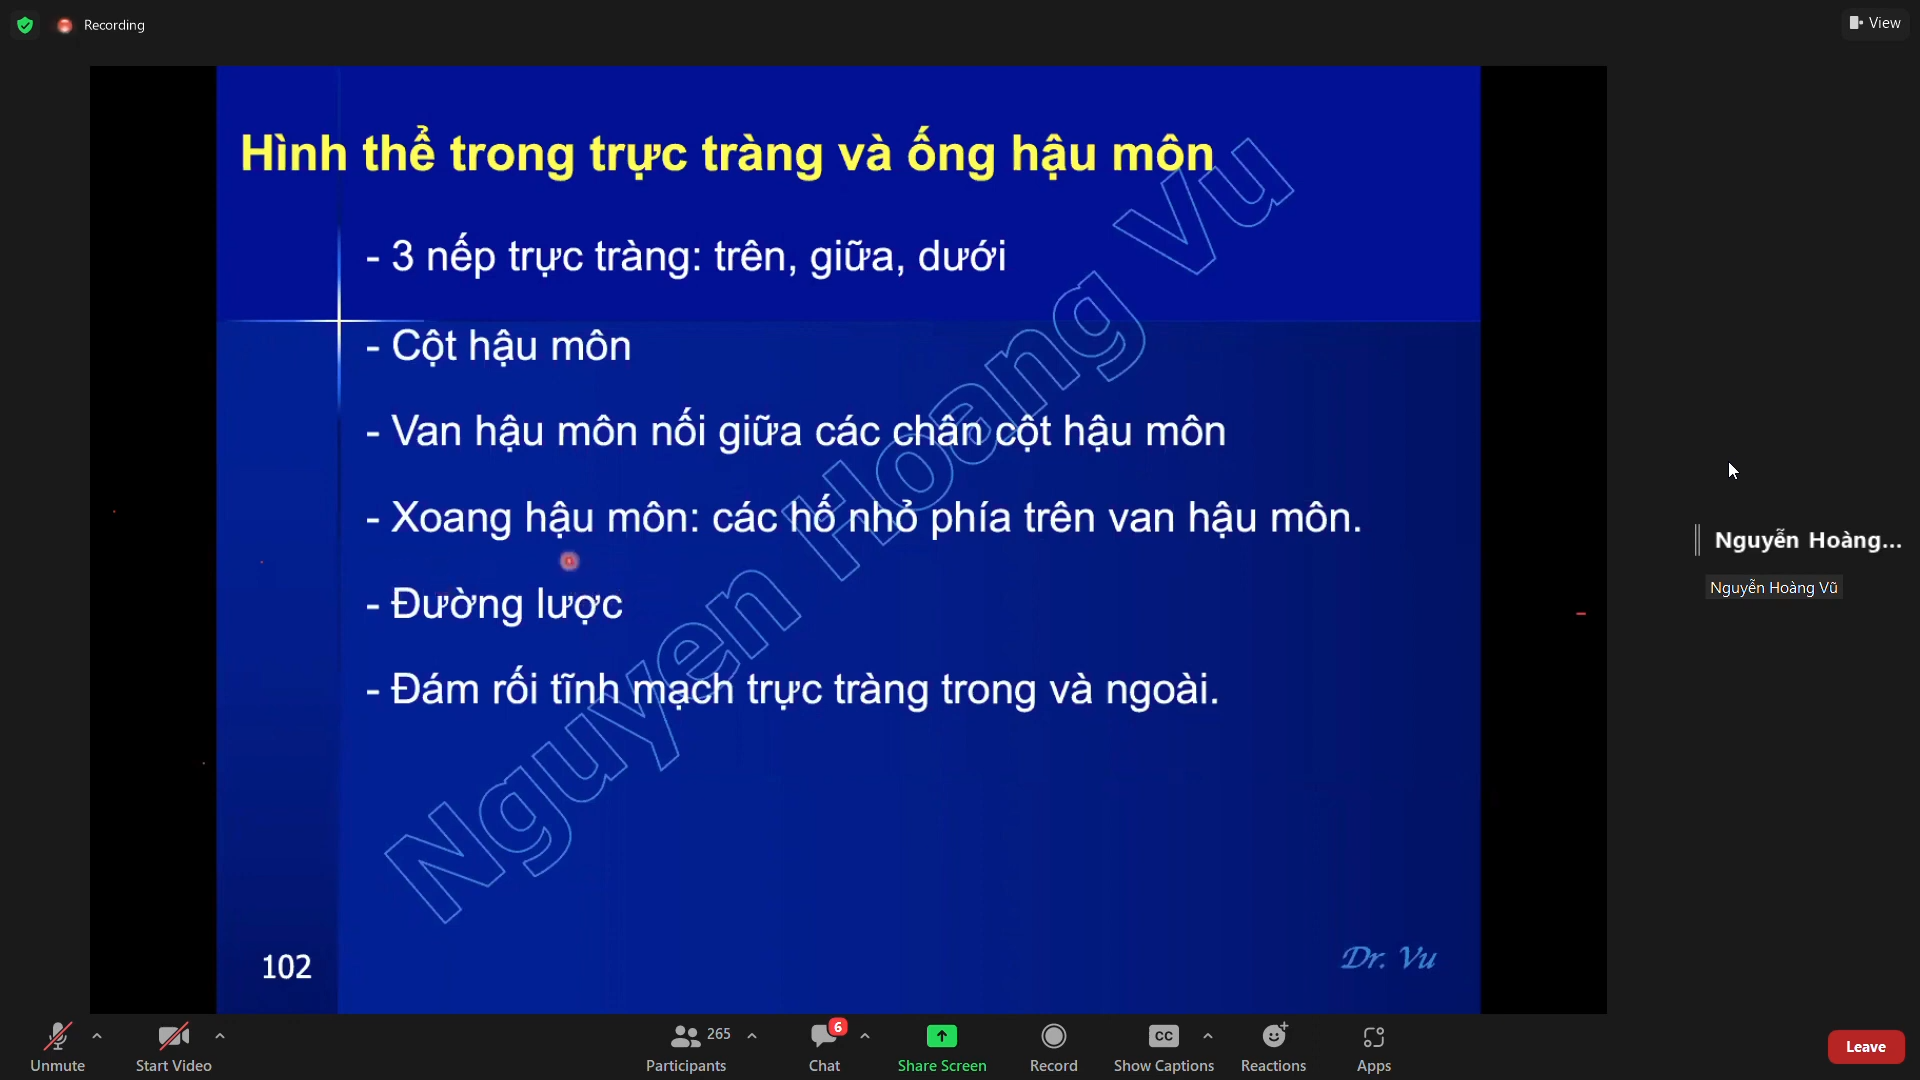 Recording
View
Hình thể trong trực tràng và ống hậu môn
- 3 nếp trực tràng: trên, giữa, dưới
- Cột hậu môn
- Van hậu môn nối giữa các chân cột hậu môn
- Xoang hậu môn: các hố nhỏ phía trên van hậu môn.
- Đường lược
- Đám rối tĩnh mạch trực tràng trong và ngoài.
Nguyen Hoang Vu
102
Dr. Vu
Nguyễn Hoàng...
Nguyễn Hoàng Vũ
Unmute
Start Video
Participants 265
Chat 6
Share Screen
Record
CC Show Captions
Reactions
Apps
Leave